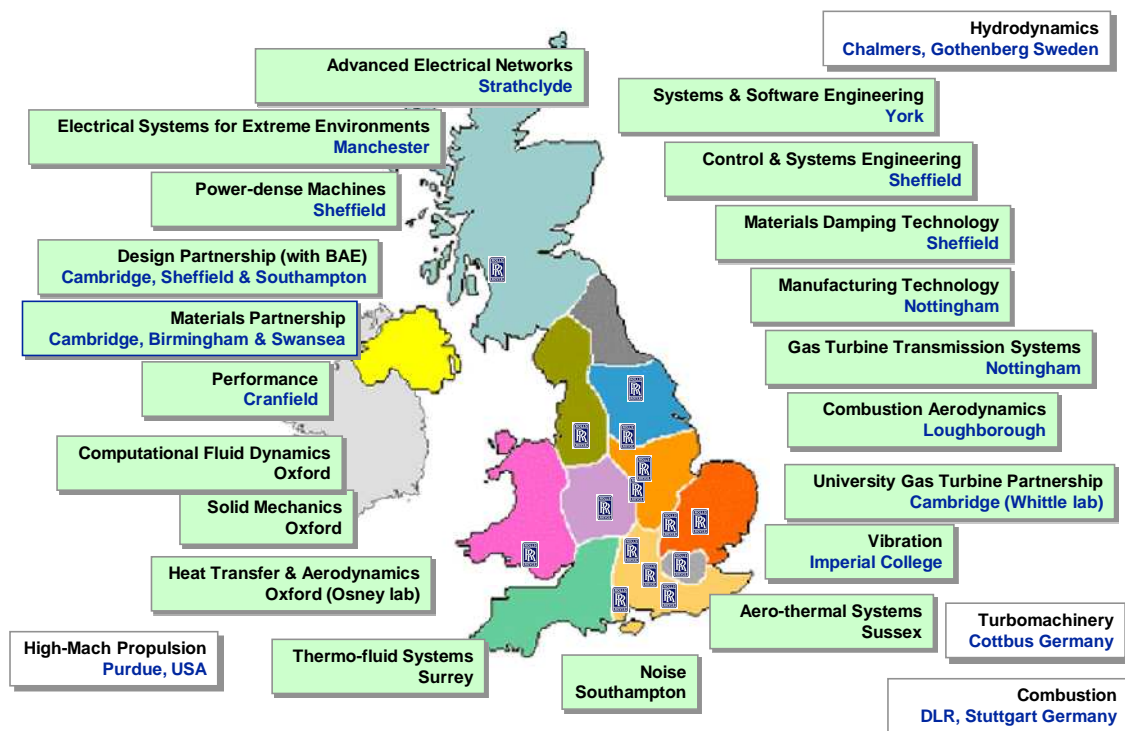 Hydrodynamics
Chalmers, Gothenberg Sweden
Advanced Electrical Networks
Strathclyde
Systems & Software Engineering
York
Electrical Systems for Extreme Environments
Manchester
Control & Systems Engineering
Sheffield
Power-dense Machines
Sheffield
Materials Damping Technology
Sheffield
Design Partnership (with BAE)
Cambridge, Sheffield & Southampton
Manufacturing Technology
Nottingham
Materials Partnership
Cambridge, Birmingham & Swansea
Gas Turbine Transmission Systems
Nottingham
Performance
Cranfield
Combustion Aerodynamics
Loughborough
Computational Fluid Dynamics
Oxford
University Gas Turbine Partnership
Cambridge (Whittle lab)
Solid Mechanics
Oxford
Vibration
Imperial College
Heat Transfer & Aerodynamics
Oxford (Osney lab)
Aero-thermal Systems
Sussex
Turbomachinery
Cottbus Germany
High-Mach Propulsion
Purdue, USA
Thermo-fluid Systems
Surrey
Noise
Southampton
Combustion
DLR, Stuttgart Germany